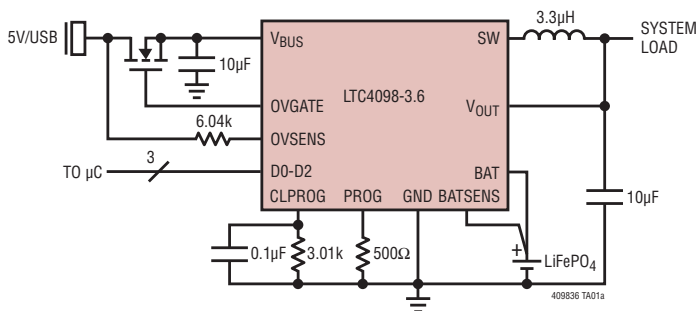 3.3µH
5V/USB
VBUS
SW
SYSTEM
LOAD
10µF
LTC4098-3.6
OVGATE
VOUT
6.04k
OVSENS
TO µC
3
D0-D2
BAT
CLPROG PROG GND BATSENS
10µF
0.1µF
3.01k
500Ω
+
LiFePO4
409836 TA01a